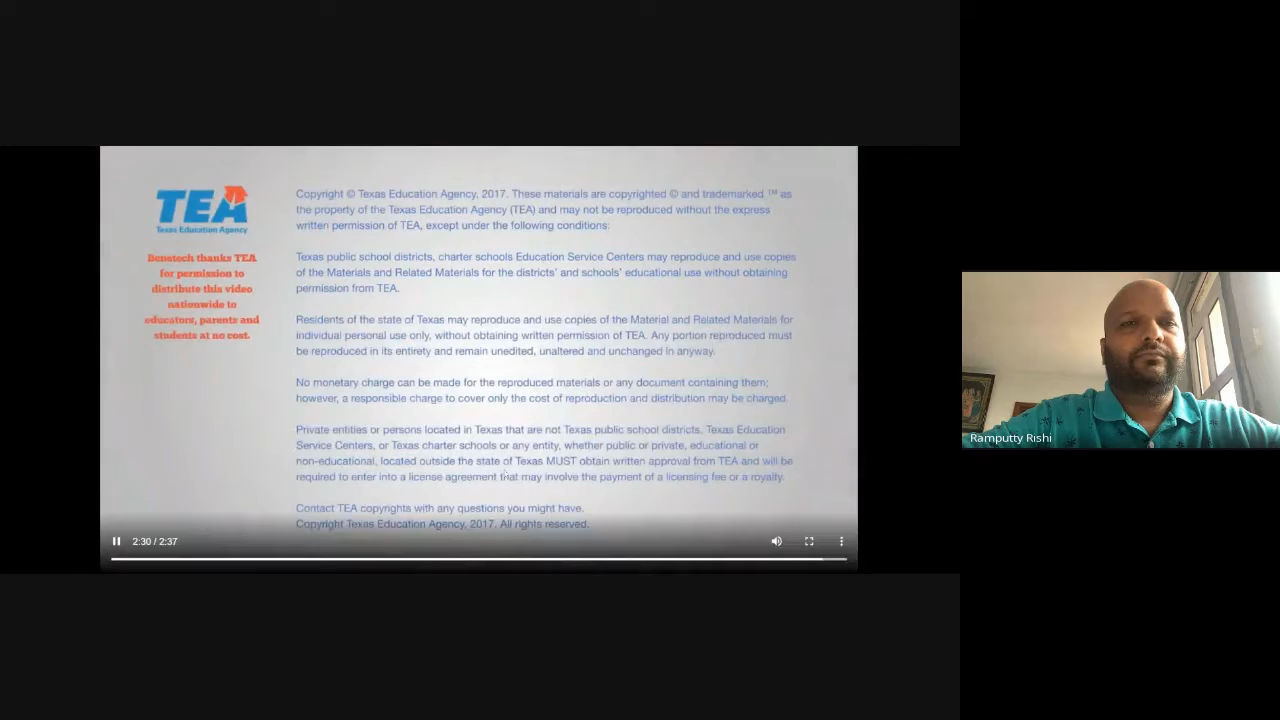 TEA
Texas Education Agency
Benetech thanks TEA
for permission to
distribute this video
nationwide to
educators, parents and
students at no cost.
Copyright © Texas Education Agency, 2017. These materials are copyrighted © and trademarked ™ as
the property of the Texas Education Agency (TEA) and may not be reproduced without the express
written permission of TEA, except under the following conditions:
Texas public school districts, charter schools Education Service Centers may reproduce and use copies
of the Materials and Related Materials for the districts' and schools' educational use without obtaining
permission from TEA.
Residents of the state of Texas may reproduce and use copies of the Material and Related Materials for
individual personal use only, without obtaining written permission of TEA. Any portion reproduced must
be reproduced in its entirety and remain unedited, unaltered and unchanged in anyway.
No monetary charge can be made for the reproduced materials or any document containing them;
however, a responsible charge to cover only the cost of reproduction and distribution may be charged.
Private entities or persons located in Texas that are not Texas public school districts, Texas Education
Service Centers, or Texas charter schools or any entity, whether public or private, educational or
non-educational, located outside the state of Texas MUST obtain written approval from TEA and will be
required to enter into a license agreement that may involve the payment of a licensing fee or a royalty.
Contact TEA copyrights with any questions you might have.
Copyright Texas Education Agency, 2017. All rights reserved.
2:30 / 2:37
Ramputty Rishi